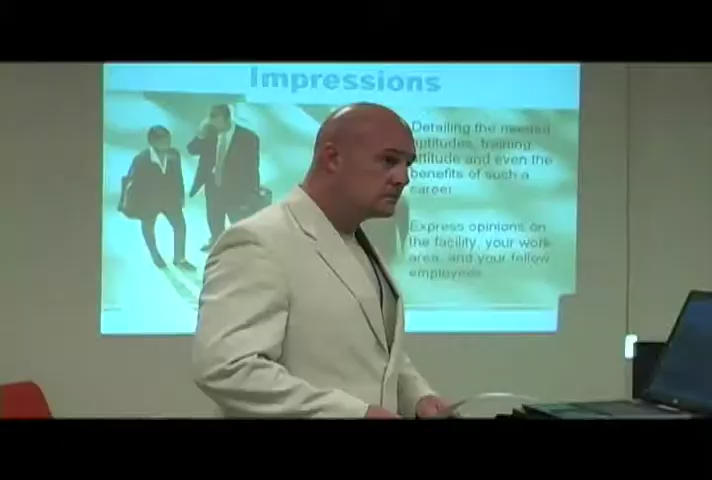 Impressions
Detailing the needed
aptitudes, training
attitude and even the
benefits of such a
career.
Express opinions on
the facility, your work
area, and your fellow
employees.